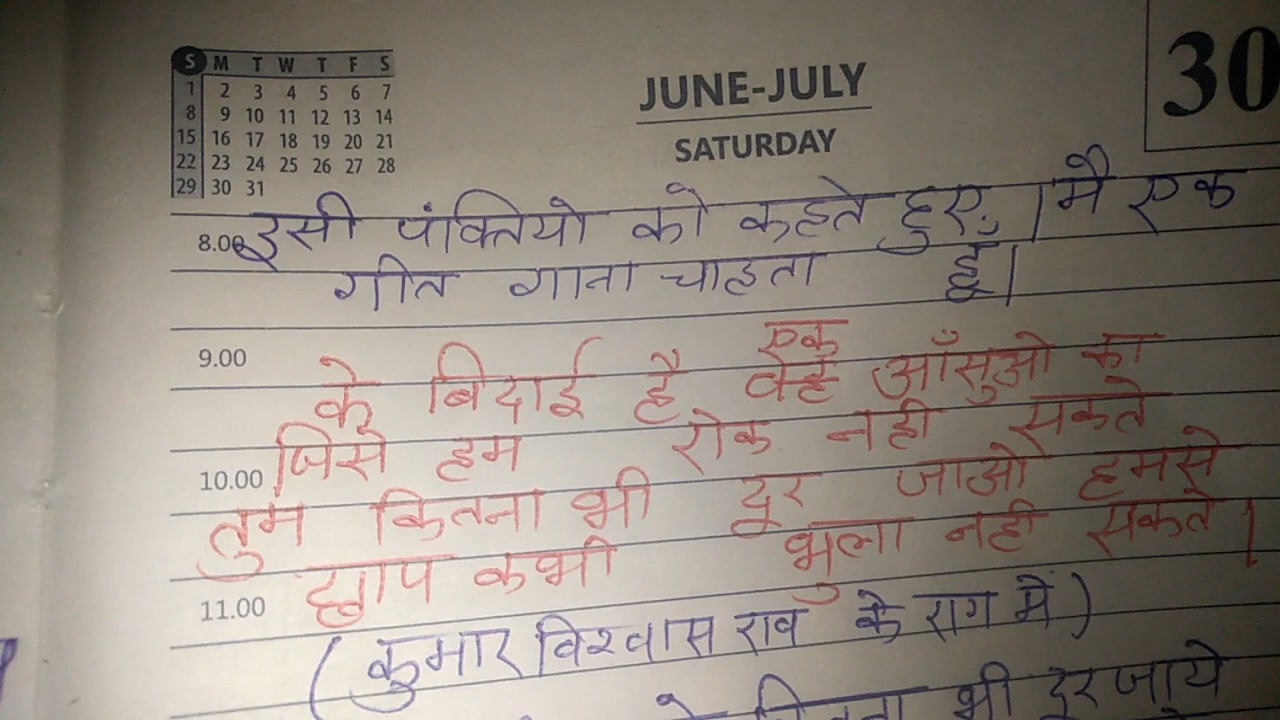 S M T W T F S
1 2 3 4 5 6 7
8 9 10 11 12 13 14
15 16 17 18 19 20 21
22 23 24 25 26 27 28
29 30 31
JUNE-JULY
SATURDAY
30
8.00 इसी पंक्तियो को कहते हुए, । मै एक
गीत गाना चाहता हूँ।
9.00
एक
के बिदाई है आँसुओ का
जिसे हम रोक नही सकते
10.00
तुम कितना भी दूर जाओ हमसे
कभी भुला नही सकते।
11.00
(कुमार विश्वास राव के राग में)
भी दूर जाये